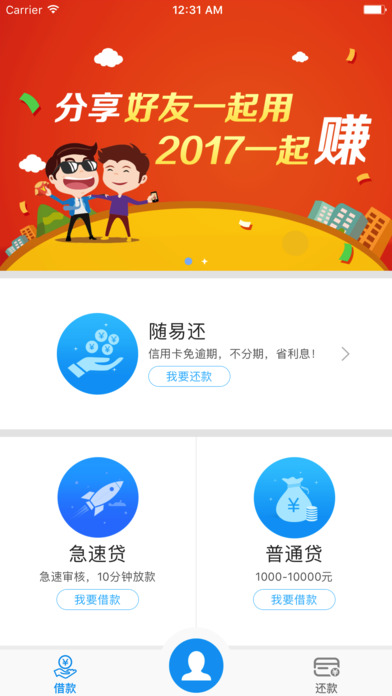 Carrier 12:31 AM
分享好友一起用
2017一起赚
随易还
信用卡免逾期，不分期，省利息！
我要还款
急速贷
急速审核，10分钟放款
我要借款
普通贷
1000-10000元
我要借款
借款
还款